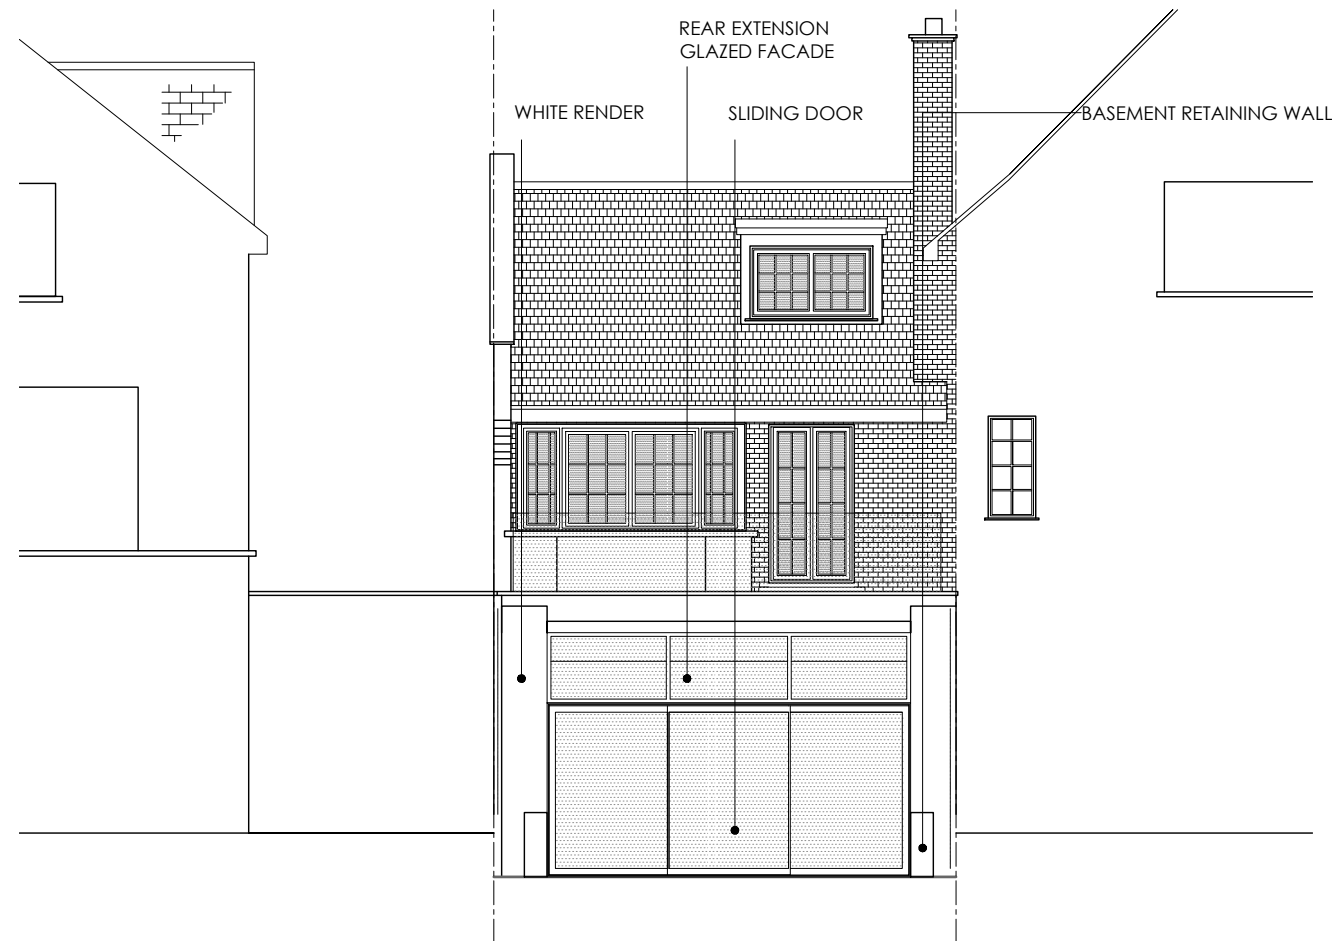 REAR EXTENSION
GLAZED FACADE
WHITE RENDER
SLIDING DOOR
BASEMENT RETAINING WALL